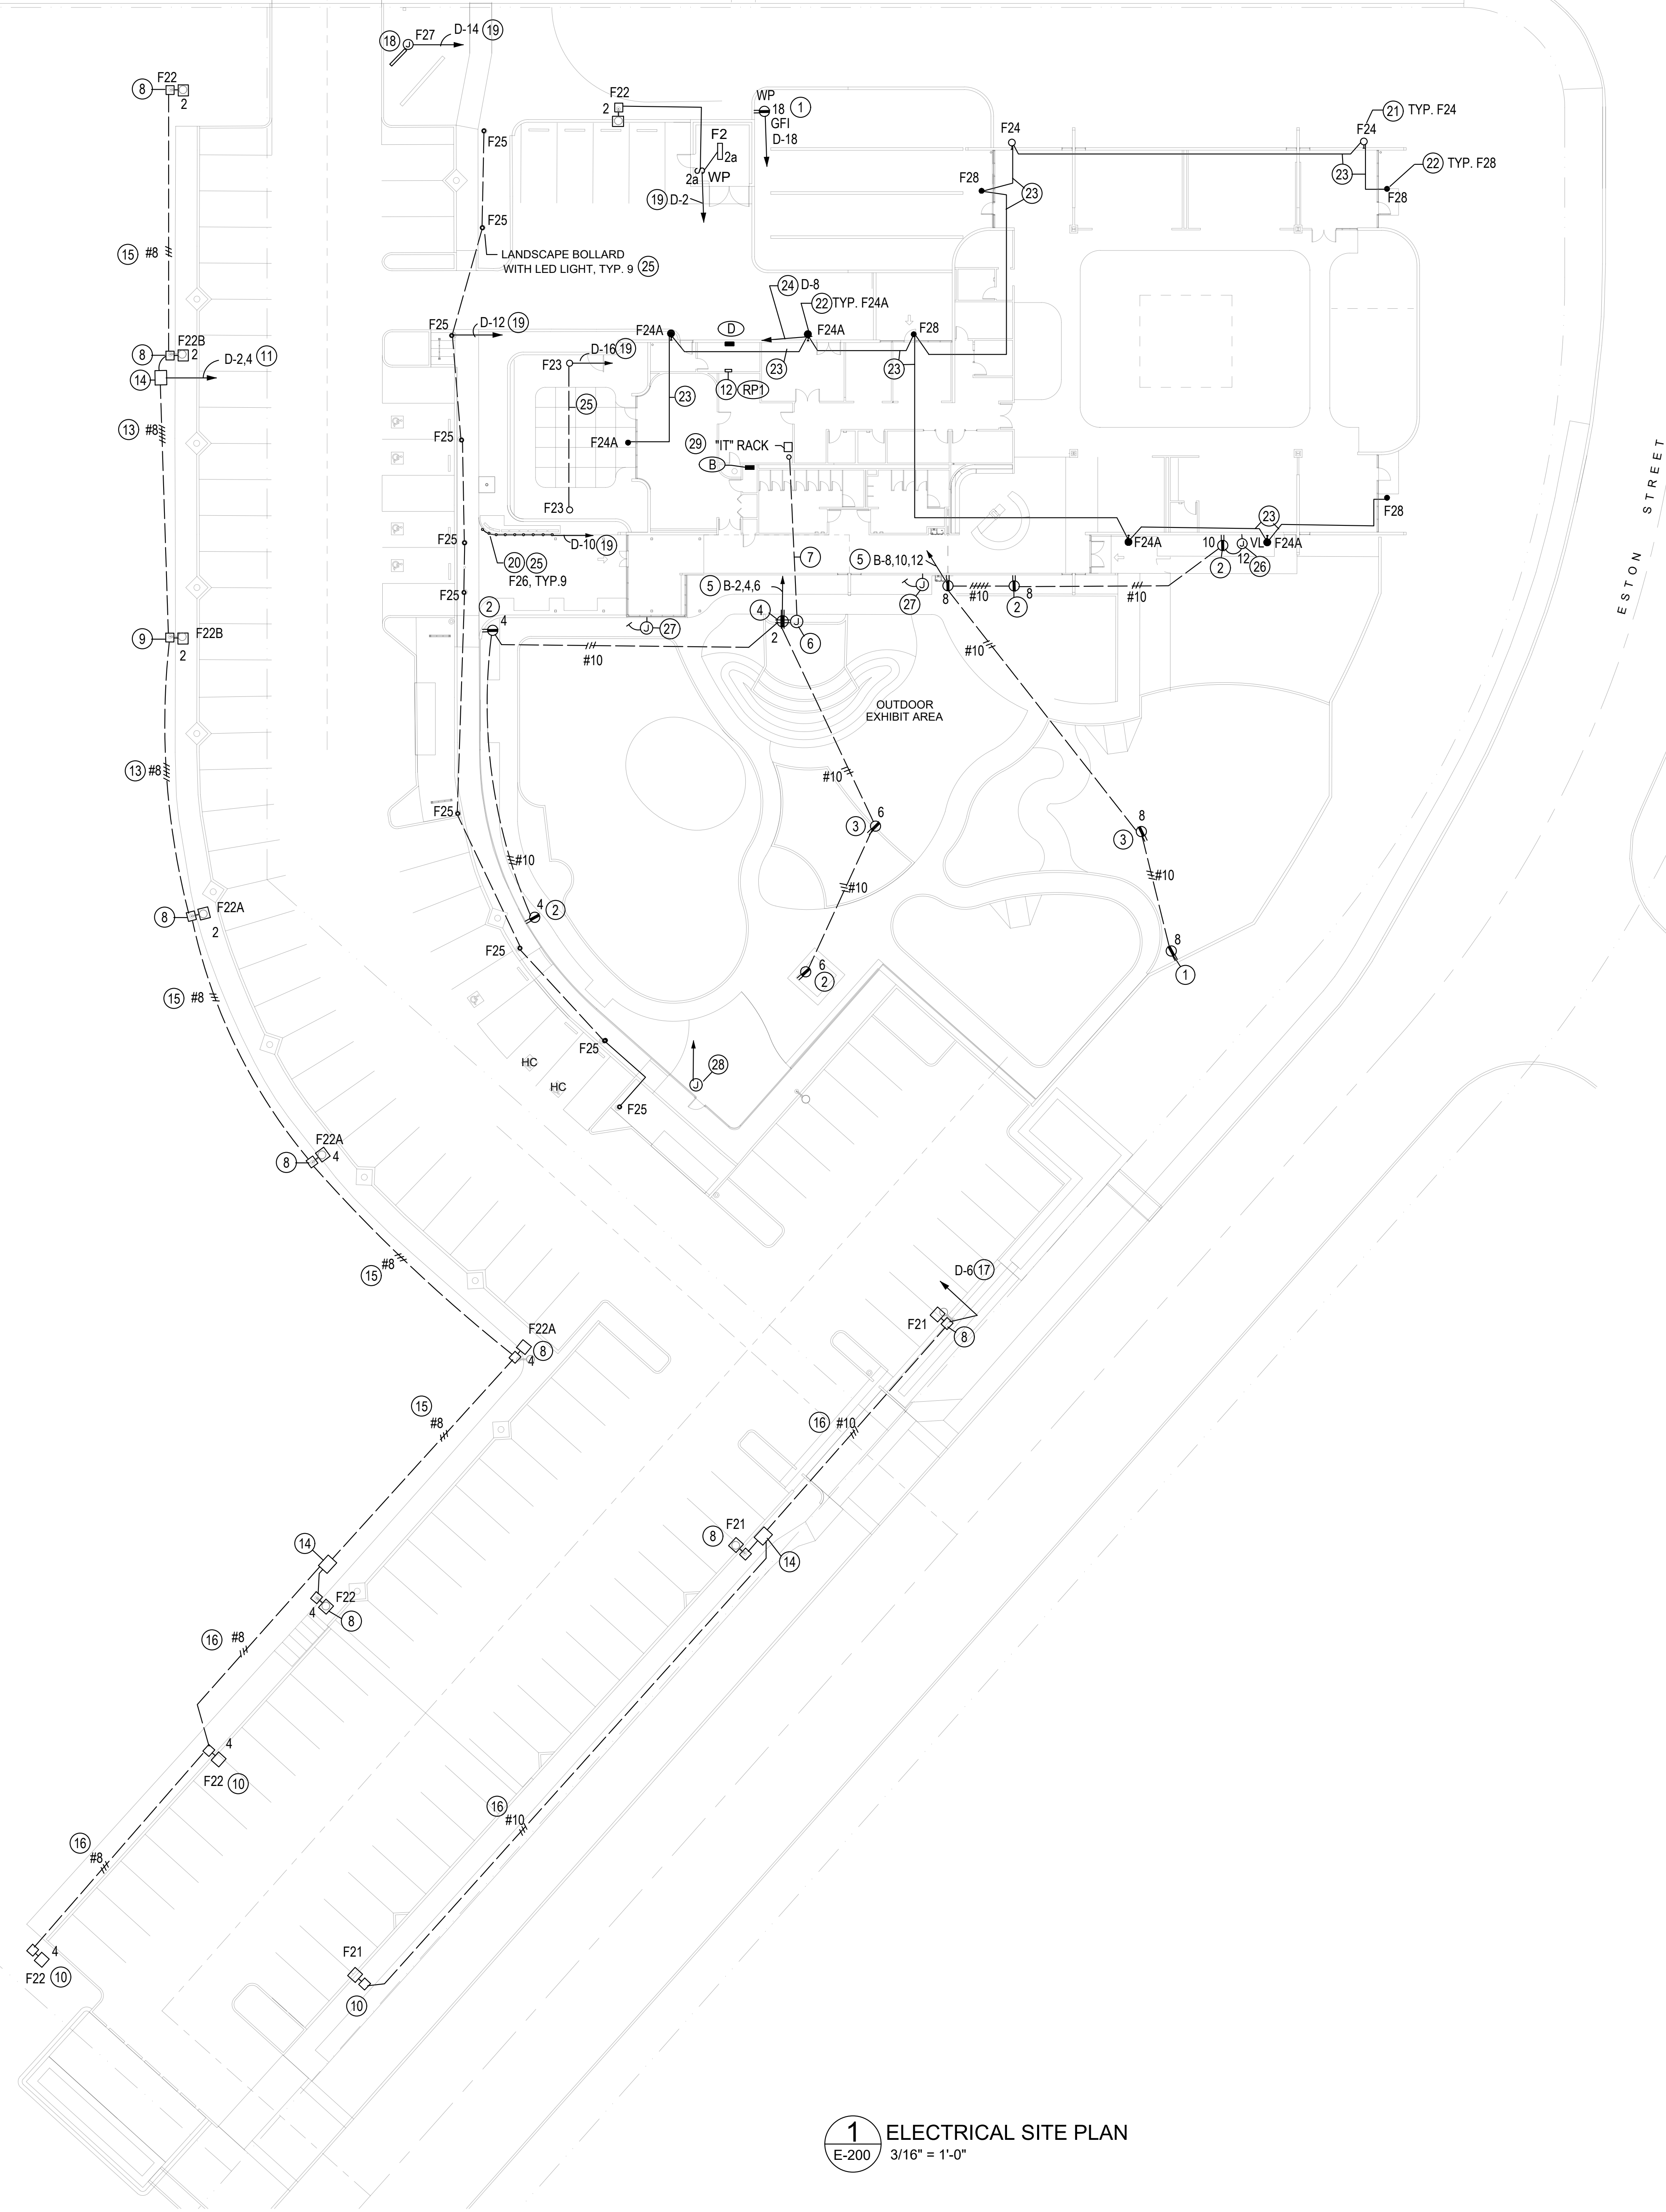 18 F27 D-14 19
8 F22
2
F22
2
WP
18 1
GFI
D-18
F2
2a
2a WP
19 D-2
F25
F25
LANDSCAPE BOLLARD
WITH LED LIGHT, TYP. 9 25
F24
21 TYP. F24
F24
22 TYP. F28
F28
23
23
F28
15 #8
24 D-8
22 TYP. F24A
F25 D-12 19
D
F24A
F24A
F28
8 F22B
2
D-2,4 11
14
F23 D-16 19
23
23
12 RP1
25
23
13 #8
F25
F24A
29 "IT" RACK
B
F23
F28
23
F25
D-10 19
20 25
F26, TYP.9
7
5 B-8,10,12
F24A
10
2
VL F24A
12 26
F25
5 B-2,4,6
27
8
#10
8
2
#10
2
4
4
2
6
27
9 F22B
2
#10
#10
OUTDOOR
EXHIBIT AREA
ESTON STREET
13 #8
#10
F25
6
3
8
3
#10
#10
#10
8 F22A
2
4 2
8
1
F25
6
2
15 #8
F25
28
HC
HC
F25
F22A
8 4
15 #8
D-6 17
F21
8
F22A
8
4
15
#8
16 #10
F21
8
14
14
F22
4
8
16 #8
4
F22 10
16
#10
16
#8
4
F22 10
F21
10
1
E-200
ELECTRICAL SITE PLAN
3/16" = 1'-0"